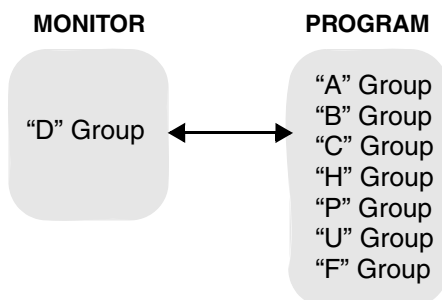 MONITOR
“D” Group
PROGRAM
“A” Group
“B” Group
“C” Group
“H” Group
“P” Group
“U” Group
“F” Group